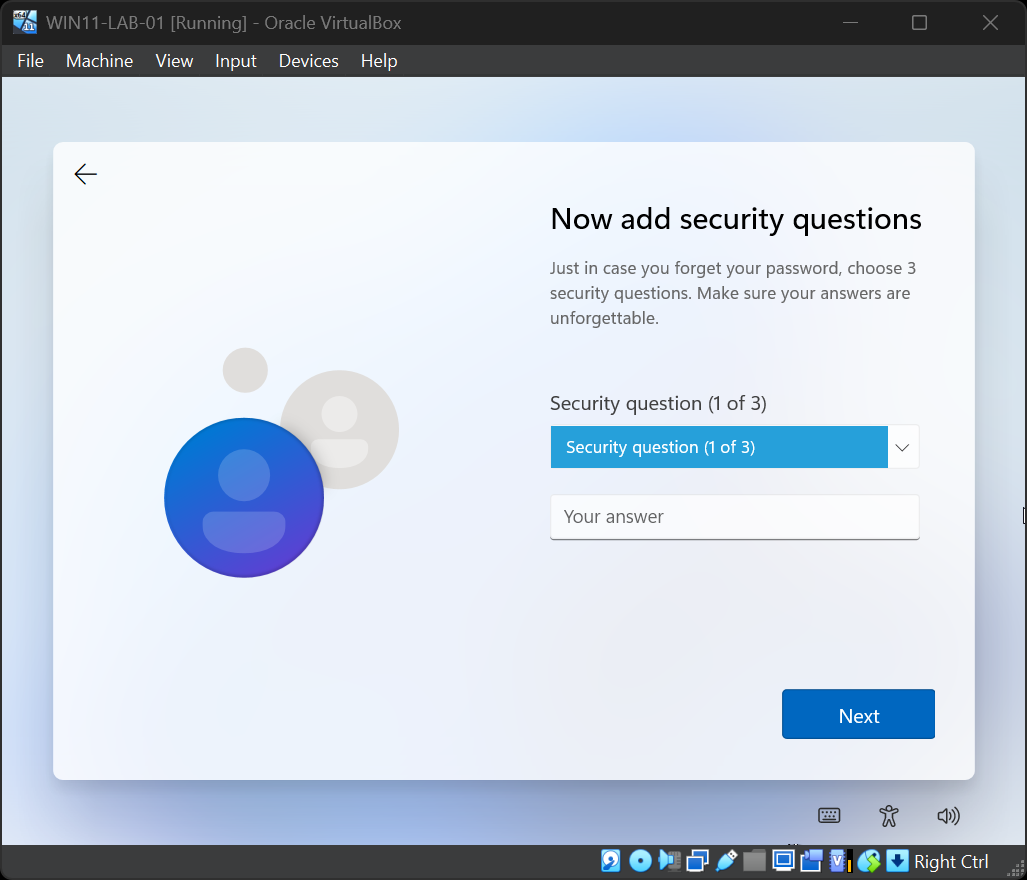 WIN11-LAB-01 [Running] - Oracle VirtualBox
File Machine View Input Devices Help
Now add security questions
Just in case you forget your password, choose 3
security questions. Make sure your answers are
unforgettable.
Security question (1 of 3)
Security question (1 of 3)
Your answer
Next
Right Ctrl